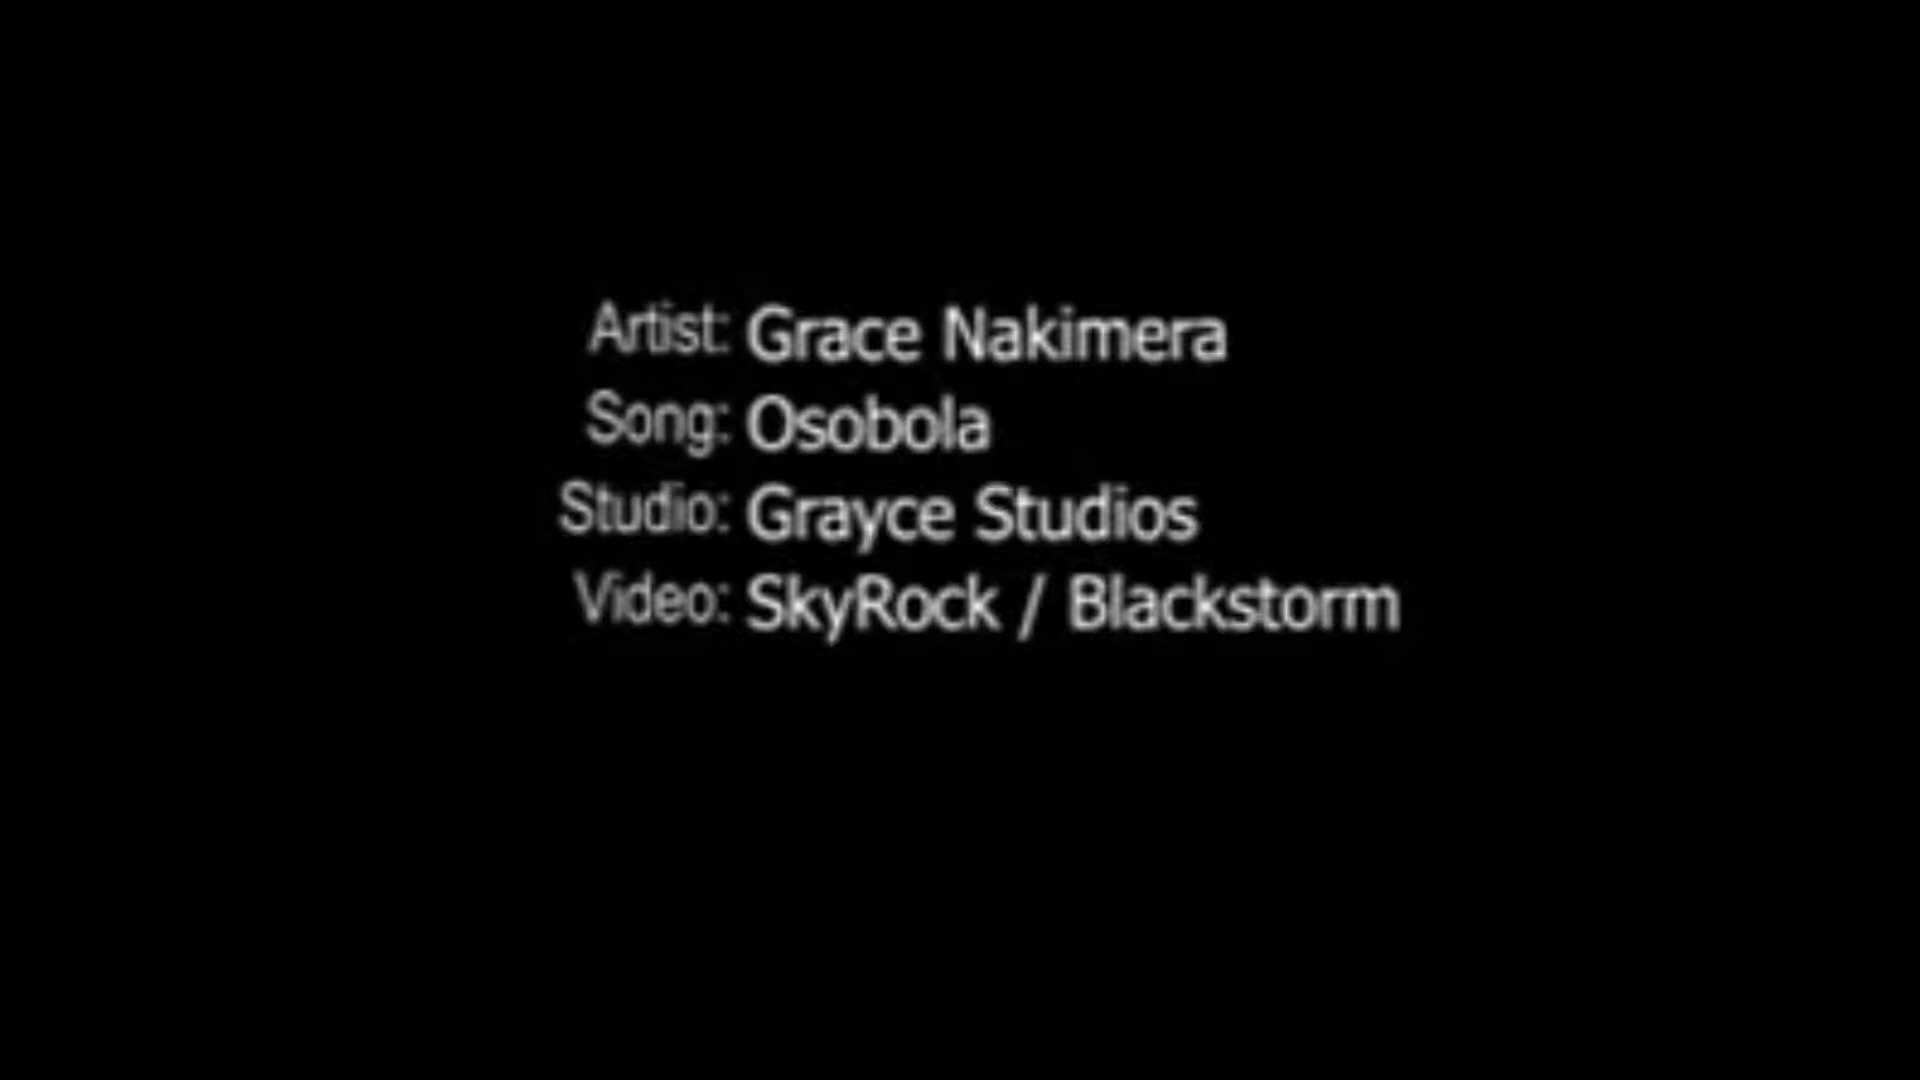 Artist: Grace Nakimera
Song: Osobola
Studio: Grayce Studios
Video: SkyRock / Blackstorm